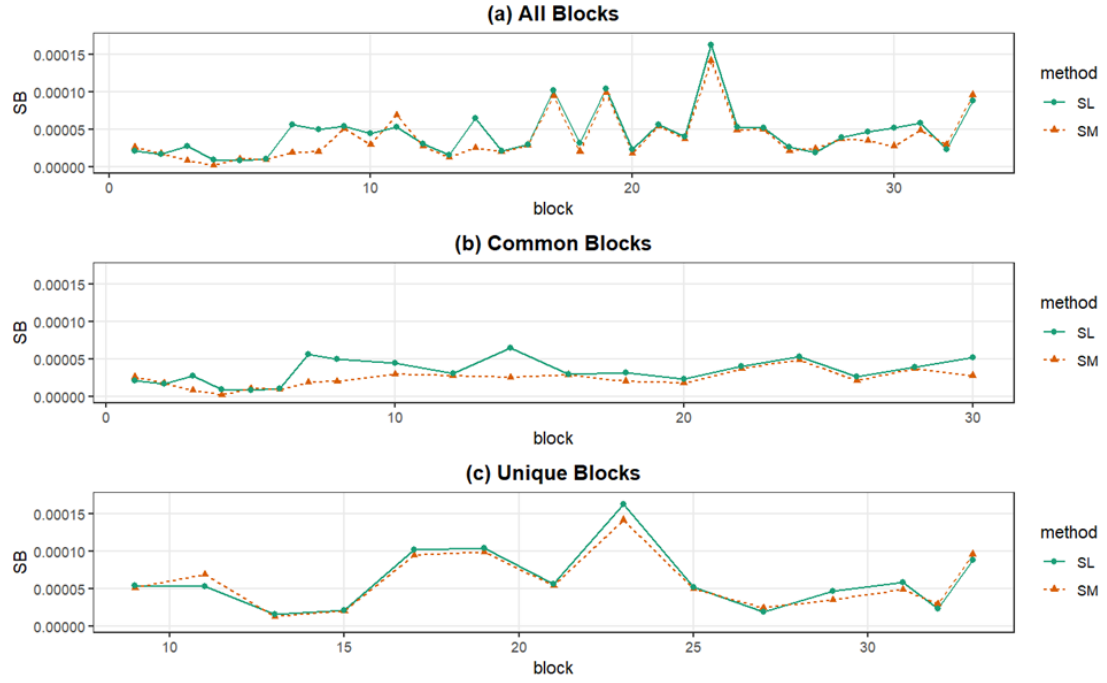 (a) All Blocks
0.00015
0.00010
0.00005
0.00000
SB
0 10 20 30
block
method
SL
SM
(b) Common Blocks
0.00015
0.00010
0.00005
0.00000
SB
0 10 20 30
block
method
SL
SM
(c) Unique Blocks
0.00015
0.00010
0.00005
0.00000
SB
10 15 20 25 30
block
method
SL
SM